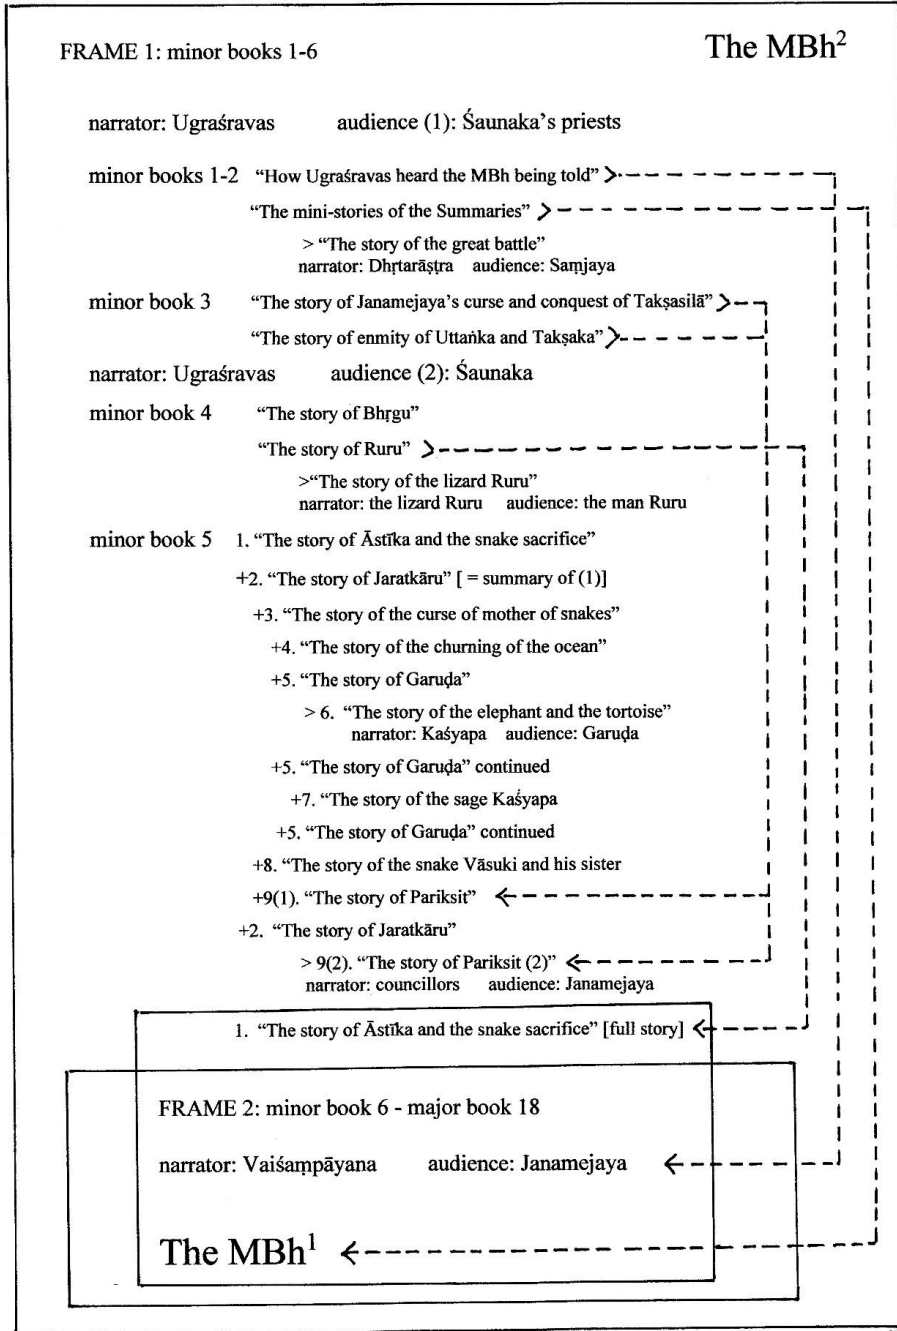 FRAME 1: minor books 1-6 The MBh²
narrator: Ugraśravas audience (1): Śaunaka's priests
minor books 1-2 “How Ugraśravas heard the MBh being told”
“The mini-stories of the Summaries”
> “The story of the great battle”
narrator: Dhṛtarāṣṭra audience: Saṃjaya
minor book 3 “The story of Janamejaya's curse and conquest of Takṣasilā”
“The story of enmity of Uttaṅka and Takṣaka”
narrator: Ugraśravas audience (2): Śaunaka
minor book 4 “The story of Bhṛgu”
“The story of Ruru”
>“The story of the lizard Ruru”
narrator: the lizard Ruru audience: the man Ruru
minor book 5 1. “The story of Āstīka and the snake sacrifice”
+2. “The story of Jaratkāru” [ = summary of (1)]
+3. “The story of the curse of mother of snakes”
+4. “The story of the churning of the ocean”
+5. “The story of Garuḍa”
> 6. “The story of the elephant and the tortoise”
narrator: Kaśyapa audience: Garuḍa
+5. “The story of Garuḍa” continued
+7. “The story of the sage Kaśyapa
+5. “The story of Garuḍa” continued
+8. “The story of the snake Vāsuki and his sister
+9(1). “The story of Pariksit”
+2. “The story of Jaratkāru”
> 9(2). “The story of Pariksit (2)”
narrator: councillors audience: Janamejaya
1. “The story of Āstīka and the snake sacrifice” [full story]
FRAME 2: minor book 6 - major book 18
narrator: Vaiśaṃpāyana audience: Janamejaya
The MBh¹